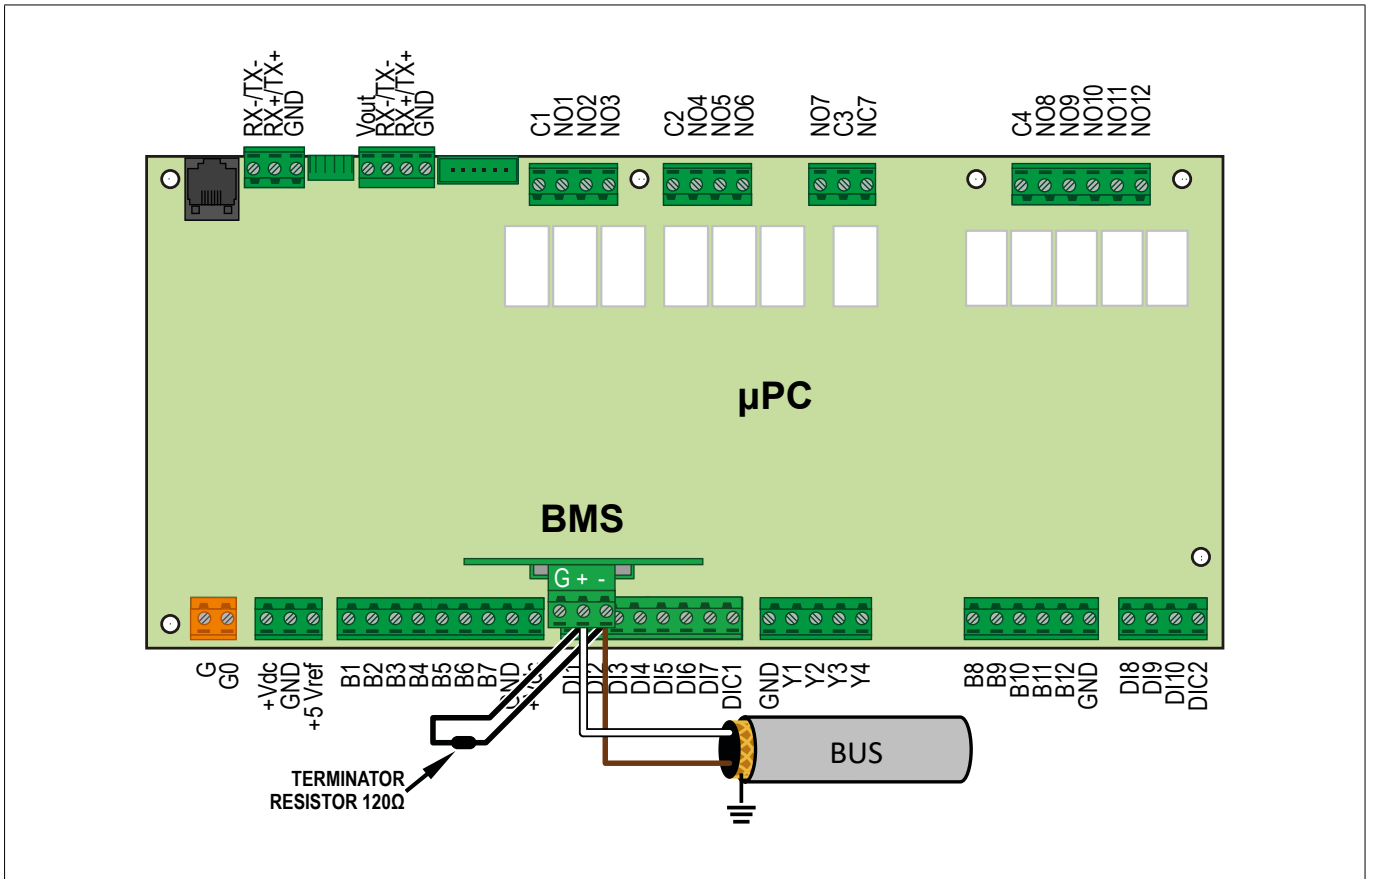 RX-/TX-
RX+/TX+
GND
Vout
RX-/TX-
RX+/TX+
GND
C1
NO1
NO2
NO3
C2
NO4
NO5
NO6
NO7
C3
NC7
C4
NO8
NO9
NO10
NO11
NO12
µPC
BMS
G + -
G
G0
+Vdc
GND
+5 Vref
B1
B2
B3
B4
B5
B6
B7
GND
DI1
DI2
DI3
DI4
DI5
DI6
DI7
DIC1
GND
Y1
Y2
Y3
Y4
B8
B9
B10
B11
B12
GND
DI8
DI9
DI10
DIC2
BUS
TERMINATOR
RESISTOR 120Ω